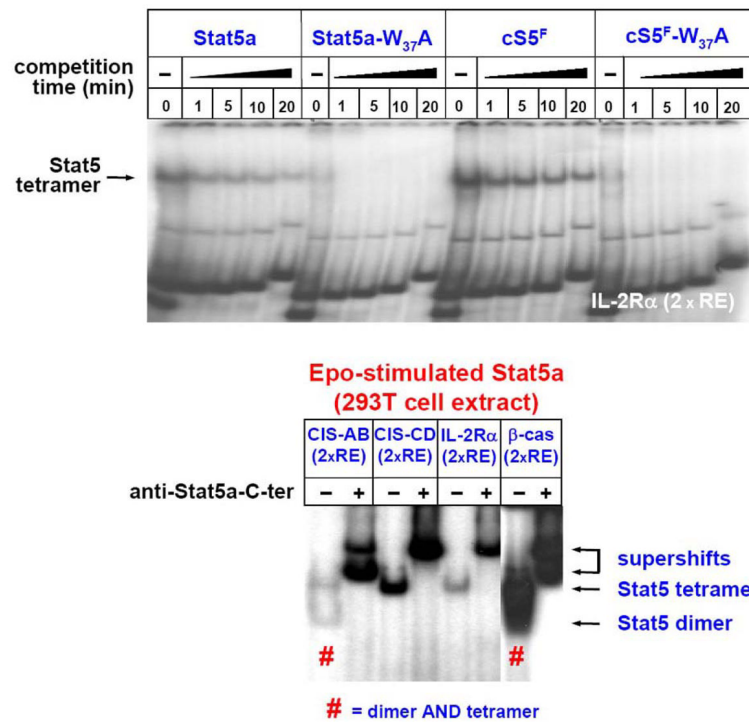 Stat5a Stat5a-W₃₇A cS5ᶠ cS5ᶠ-W₃₇A
competition
time (min)
– – – –
0 1 5 10 20 0 1 5 10 20 0 1 5 10 20 0 1 5 10 20
Stat5
tetramer
IL-2Rα (2 x RE)
Epo-stimulated Stat5a
(293T cell extract)
CIS-AB CIS-CD IL-2Rα β-cas
(2xRE) (2xRE) (2xRE) (2xRE)
anti-Stat5a-C-ter – + – + – + – +
supershifts
Stat5 tetrame
Stat5 dimer
# #
# = dimer AND tetramer